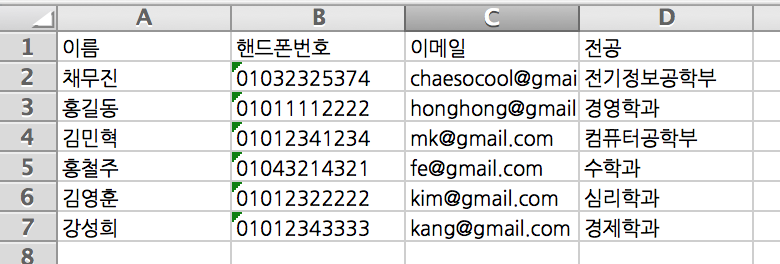 A B C D
1 이름 핸드폰번호 이메일 전공
2 채무진 01032325374 chaesocool@gmai 전기정보공학부
3 홍길동 01011112222 honghong@gmail 경영학과
4 김민혁 01012341234 mk@gmail.com 컴퓨터공학부
5 홍철주 01043214321 fe@gmail.com 수학과
6 김영훈 01012322222 kim@gmail.com 심리학과
7 강성희 01012343333 kang@gmail.com 경제학과
8